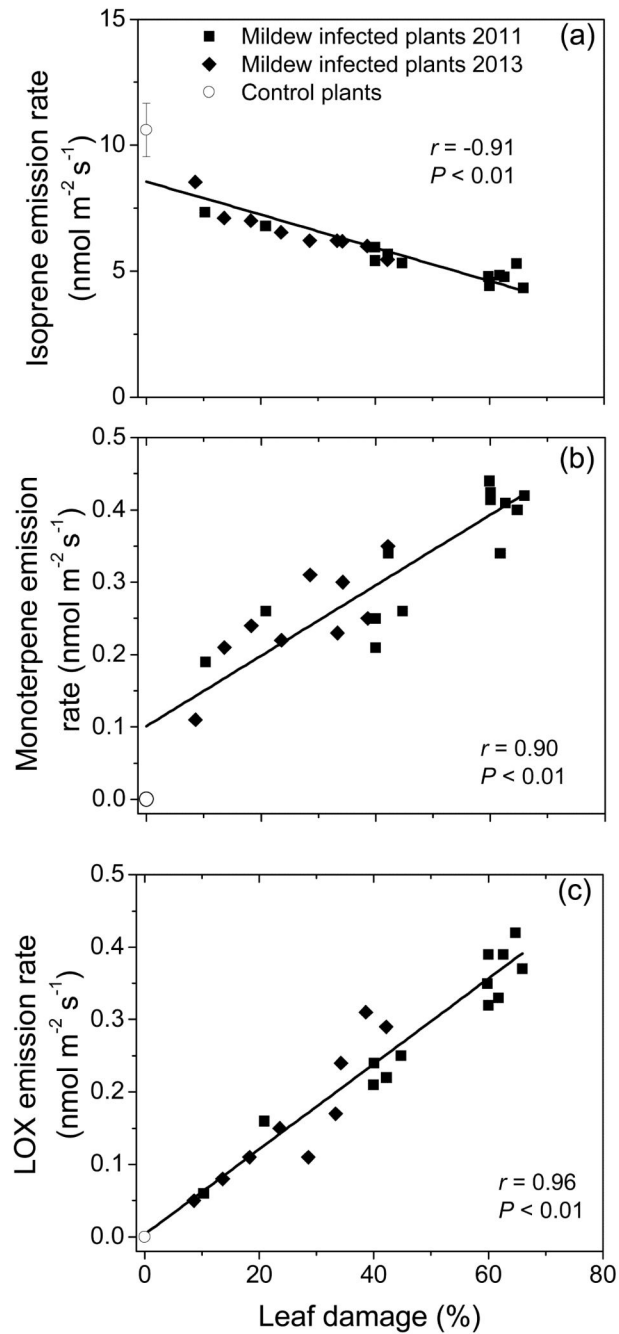 15
Mildew infected plants 2011
(a)
Mildew infected plants 2013
Control plants
10
r = -0.91
P < 0.01
5
0
Isoprene emission rate
(nmol m-2 s-1)
0.5
(b)
0.4
0.3
0.2
0.1
0.0
r = 0.90
P < 0.01
Monoterpene emission
rate (nmol m-2 s-1)
0.5
(c)
0.4
0.3
0.2
0.1
0.0
r = 0.96
P < 0.01
LOX emission rate
(nmol m-2 s-1)
0 20 40 60 80
Leaf damage (%)